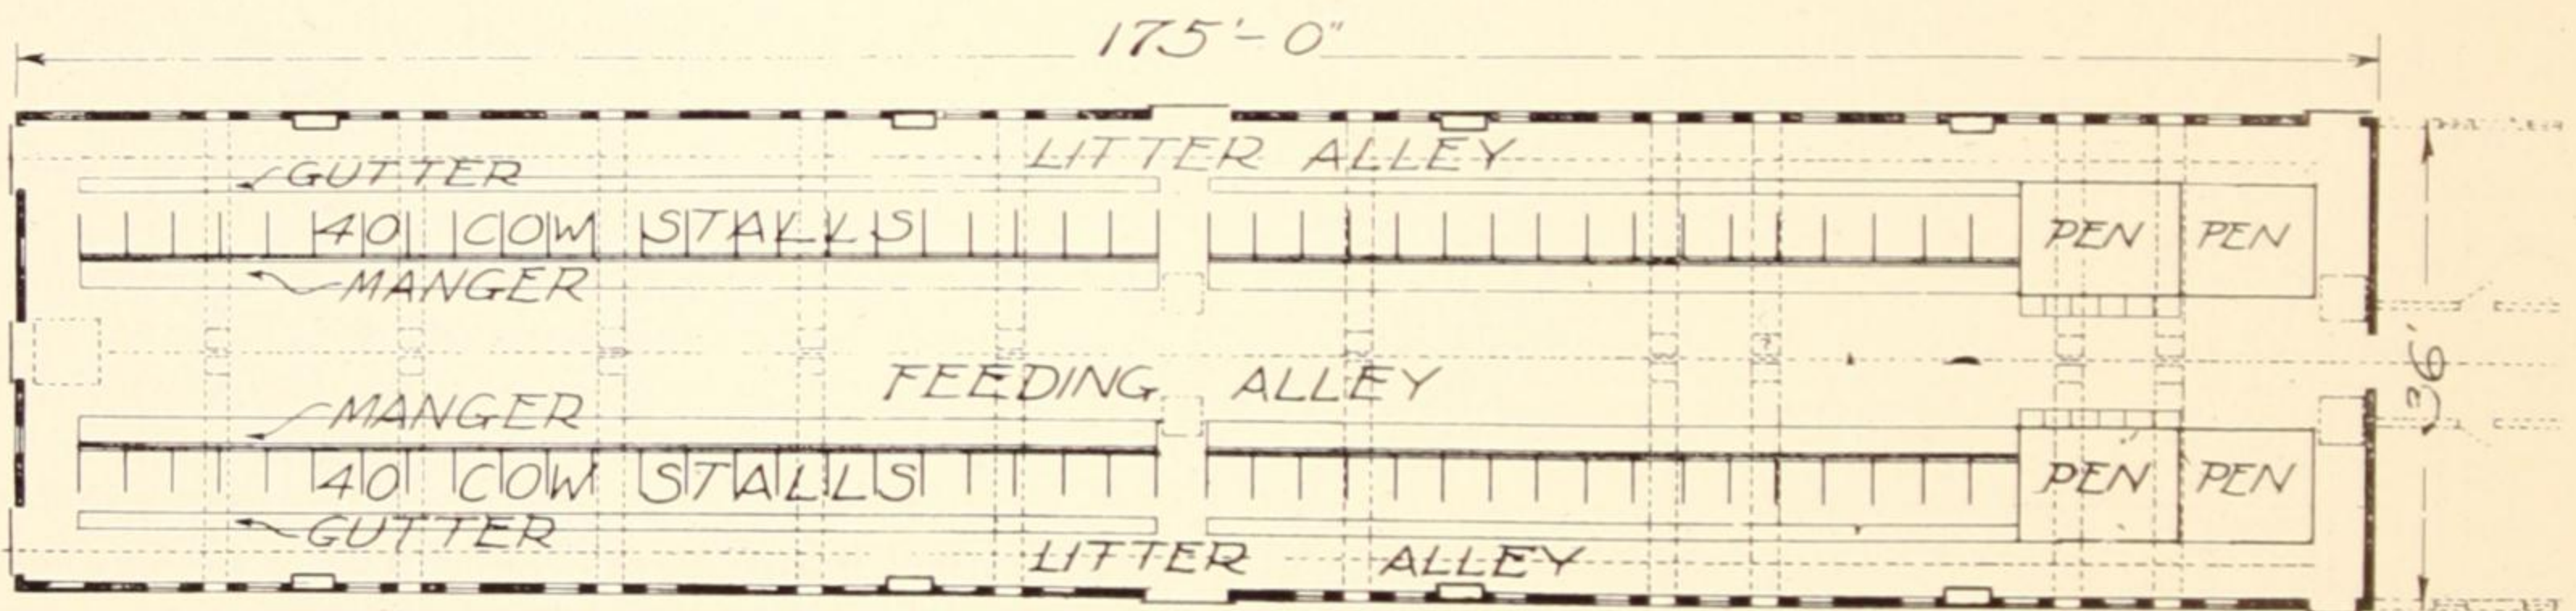 175'-0"
LITTER ALLEY
GUTTER
40 COW STALLS
PEN PEN
MANGER
FEEDING ALLEY
36'
MANGER
40 COW STALLS
PEN PEN
GUTTER
LITTER ALLEY